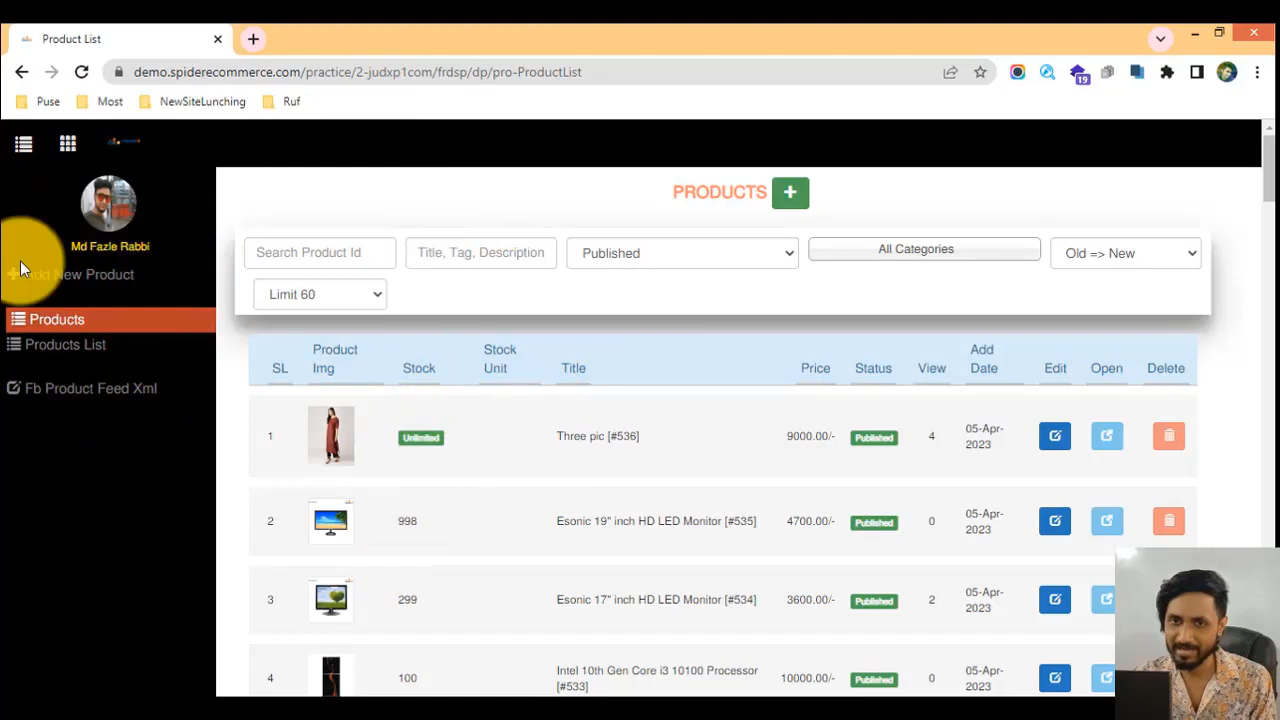 Product List
demo.spiderecommerce.com/practice/2-judxp1com/frdsp/dp/pro-ProductList
19
Puse
Most
NewSiteLunching
Ruf
PRODUCTS
Md Fazle Rabbi
Add New Product
Products
Products List
Fb Product Feed Xml
Search Product Id
Title, Tag, Description
Published
All Categories
Old => New
Limit 60
SL
Product Img
Stock
Stock Unit
Title
Price
Status
View
Add Date
Edit
Open
Delete
1
Unlimited
Three pic [#536]
9000.00/-
Published
4
05-Apr-
2023
2
998
Esonic 19" inch HD LED Monitor [#535]
4700.00/-
Published
0
05-Apr-
2023
3
299
Esonic 17" inch HD LED Monitor [#534]
3600.00/-
Published
2
05-Apr-
2023
4
100
Intel 10th Gen Core i3 10100 Processor
[#533]
10000.00/-
Published
0
05-Apr-
2023